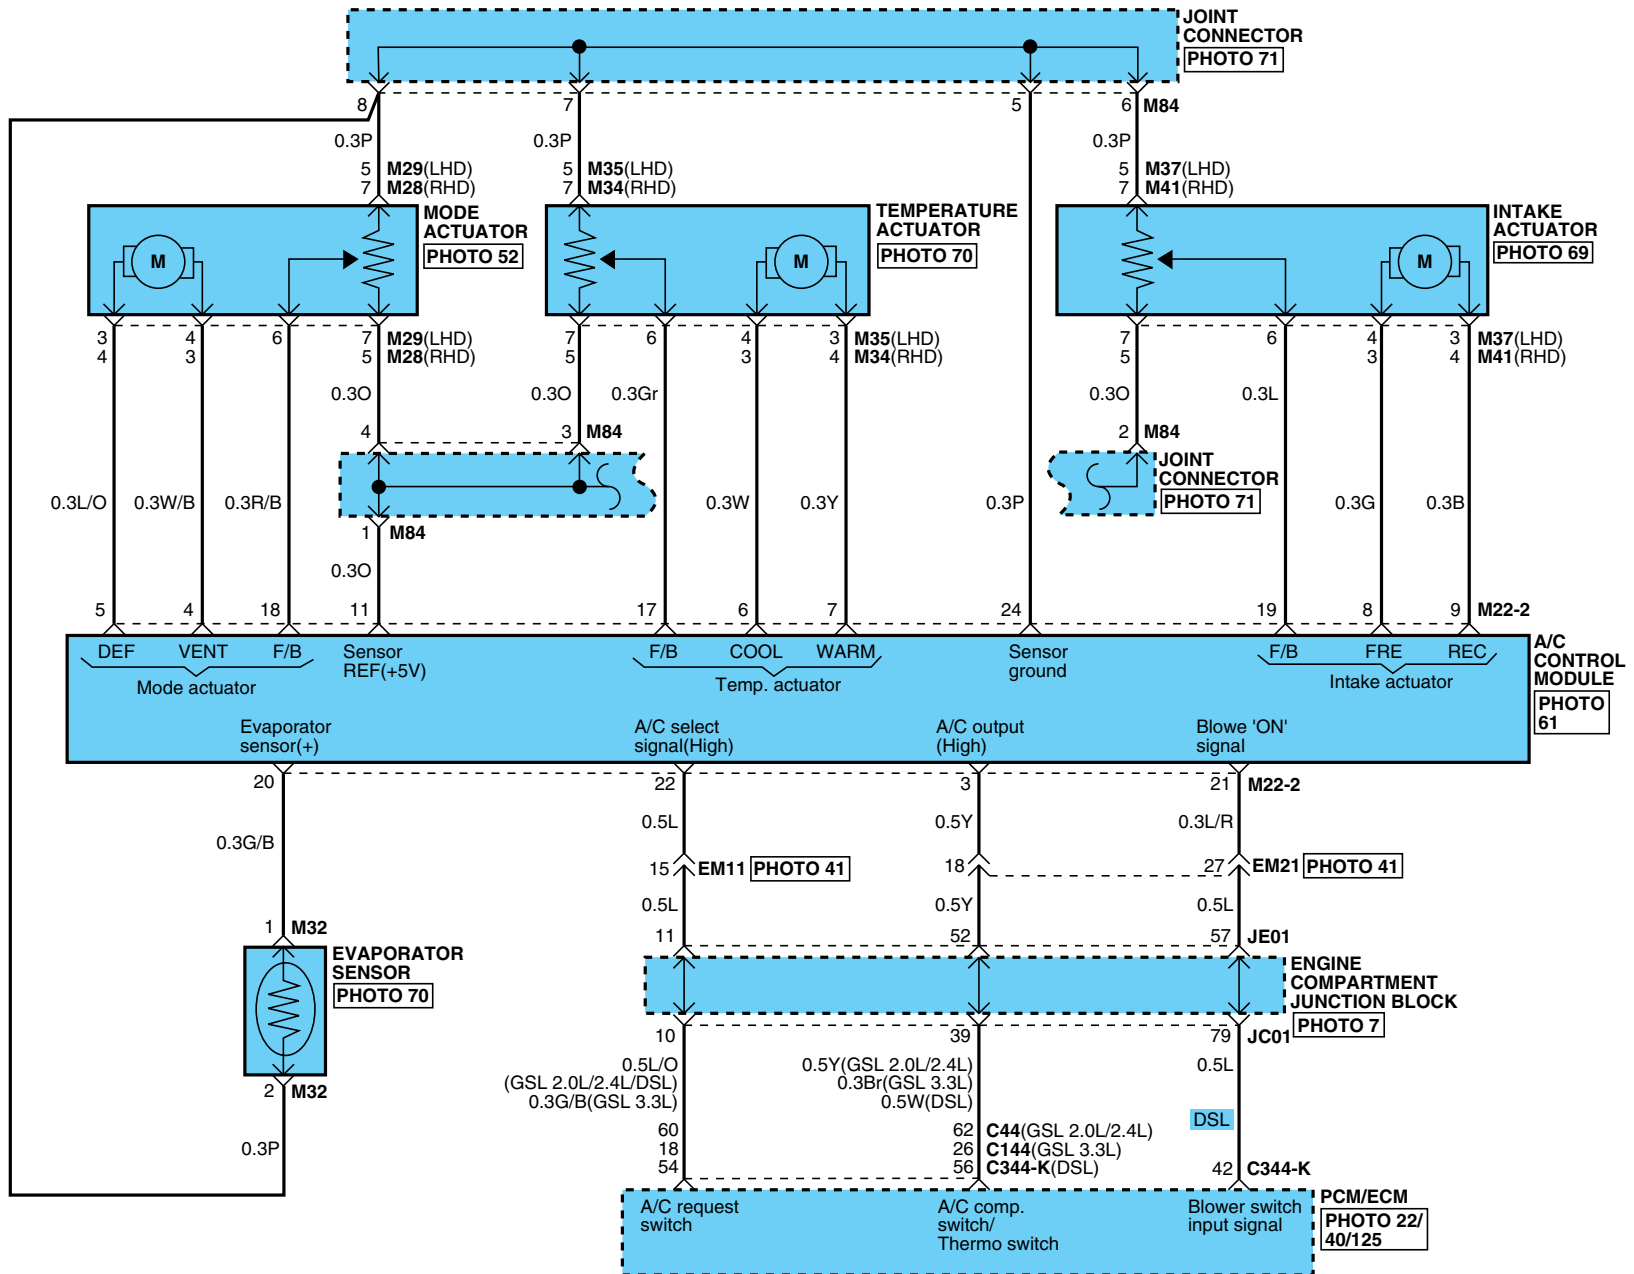 JOINT
CONNECTOR
PHOTO 71
8 7 5 6 M84
0.3P 0.3P 0.3P
5 M29(LHD) 5 M35(LHD) 5 M37(LHD)
7 M28(RHD) 7 M34(RHD) 7 M41(RHD)
MODE
ACTUATOR
PHOTO 52
TEMPERATURE
ACTUATOR
PHOTO 70
INTAKE
ACTUATOR
PHOTO 69
M M M
3 4 6 7 M29(LHD) 7 6 4 3 M35(LHD) 7 6 4 3 M37(LHD)
4 3 5 M28(RHD) 5 3 4 M34(RHD) 5 3 4 M41(RHD)
0.3O 0.3O 0.3Gr 0.3O 0.3L
4 3 M84 2 M84
JOINT
CONNECTOR
PHOTO 71
0.3L/O 0.3W/B 0.3R/B 0.3W 0.3Y 0.3P 0.3G 0.3B
1 M84
0.3O
5 4 18 11 17 6 7 24 19 8 9 M22-2
DEF VENT F/B Sensor F/B COOL WARM Sensor F/B FRE REC
REF(+5V) ground
Mode actuator Temp. actuator Intake actuator
A/C
CONTROL
MODULE
PHOTO
61
Evaporator A/C select A/C output Blowe 'ON'
sensor(+) signal(High) (High) signal
20 22 3 21 M22-2
0.5L 0.5Y 0.3L/R
0.3G/B
15 EM11 PHOTO 41 18 27 EM21 PHOTO 41
0.5L 0.5Y 0.5L
1 M32
11 52 57 JE01
EVAPORATOR
SENSOR
PHOTO 70
ENGINE
COMPARTMENT
JUNCTION BLOCK
PHOTO 7
10 39 79 JC01
0.5L/O 0.5Y(GSL 2.0L/2.4L) 0.5L
(GSL 2.0L/2.4L/DSL) 0.3Br(GSL 3.3L)
0.3G/B(GSL 3.3L) 0.5W(DSL)
2 M32
DSL
60 62 C44(GSL 2.0L/2.4L)
18 26 C144(GSL 3.3L)
54 56 C344-K(DSL) 42 C344-K
0.3P
A/C request A/C comp. Blower switch
switch switch/ input signal
Thermo switch
PCM/ECM
PHOTO 22/
40/125